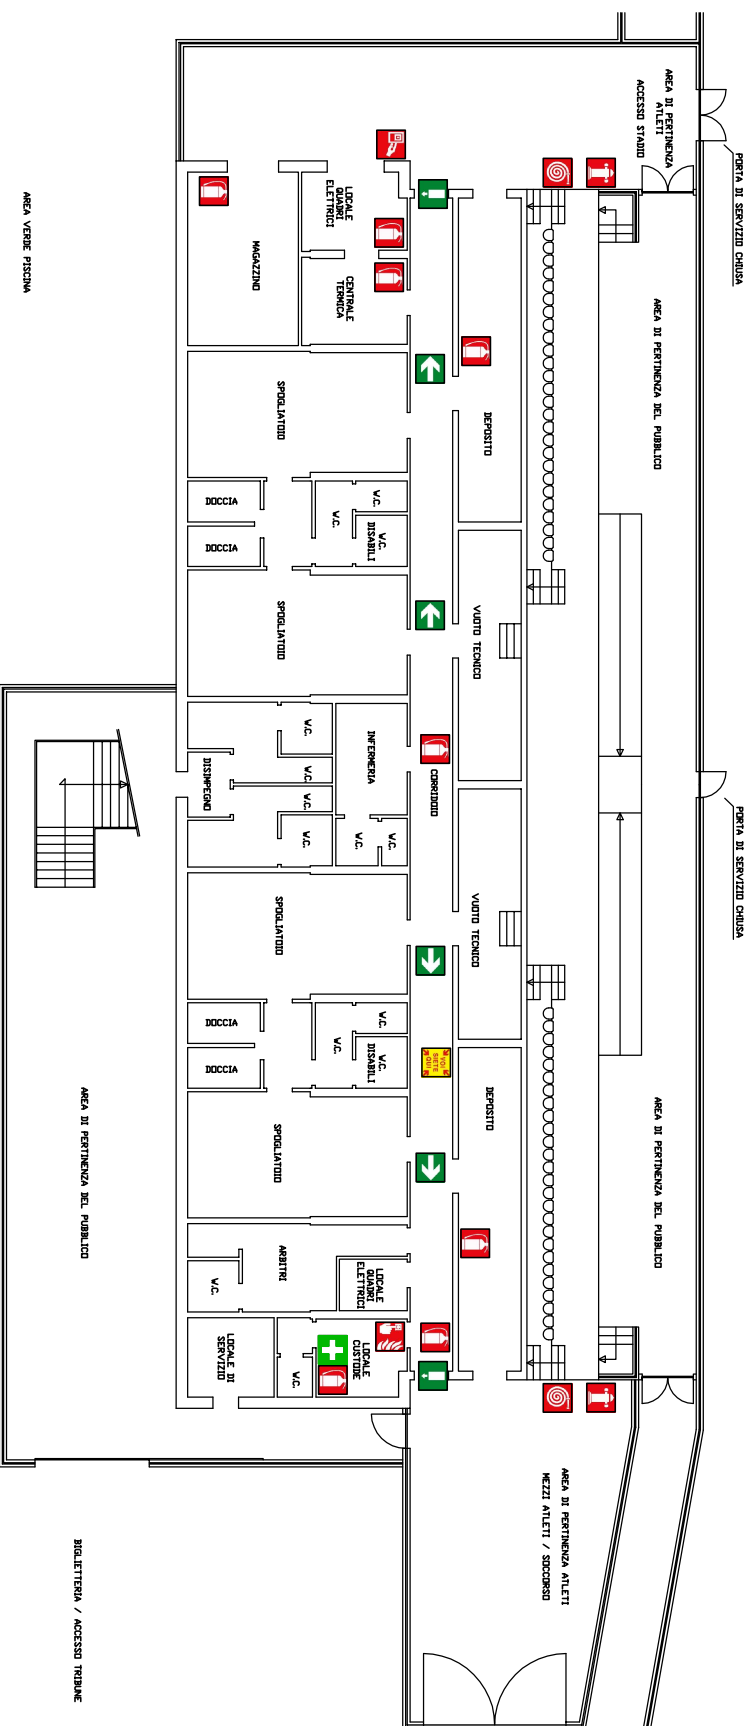 PORTA DI SERVIZIO CHIUSA
PORTA DI SERVIZIO CHIUSA
AREA DI PERTINENZA
ATLETI
ACCESSO STADIO
AREA DI PERTINENZA DEL PUBBLICO
AREA DI PERTINENZA DEL PUBBLICO
AREA DI PERTINENZA ATLETI
MEZZI ATLETI / SOCCORSO
DEPOSITO
VUOTO TECNICO
VUOTO TECNICO
DEPOSITO
CORRIDOIO
VOI
SIETE
QUI
LOCALE
QUADRI
ELETTRICI
CENTRALE
TERMICA
MAGAZZINO
SPOGLIATOIO
W.C.
W.C.
DISABILI
W.C.
DOCCIA
DOCCIA
SPOGLIATOIO
INFERMERIA
W.C.
W.C.
W.C.
W.C.
W.C.
W.C.
DISIMPEGNO
SPOGLIATOIO
W.C.
W.C.
DISABILI
W.C.
DOCCIA
DOCCIA
SPOGLIATOIO
ARBITRI
W.C.
LOCALE
QUADRI
ELETTRICI
LOCALE
CUSTODE
W.C.
LOCALE DI
SERVIZIO
AREA VERDE PISCINA
AREA DI PERTINENZA DEL PUBBLICO
BIGLIETTERIA / ACCESSO TRIBUNE